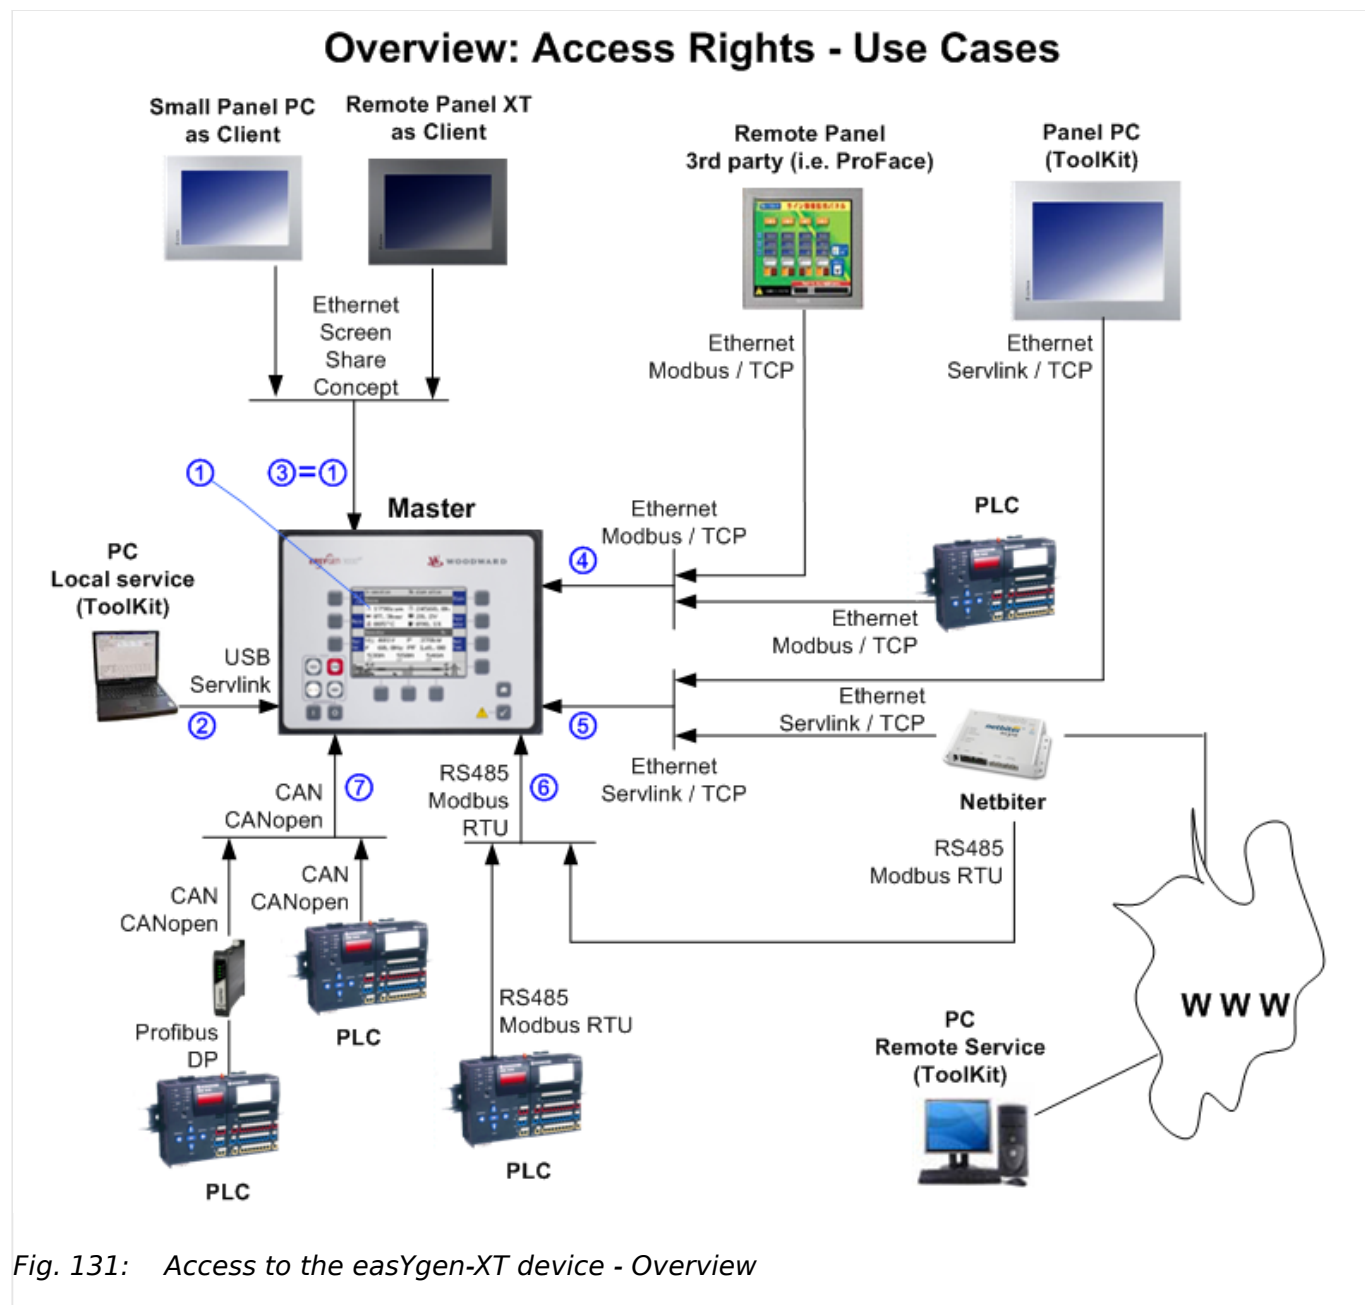 Overview: Access Rights - Use Cases
Small Panel PC
as Client
Remote Panel XT
as Client
Remote Panel
3rd party (i.e. ProFace)
Panel PC
(ToolKit)
Ethernet
Screen
Share
Concept
Ethernet
Modbus / TCP
Ethernet
Servlink / TCP
1
3=1
Master
Ethernet
Modbus / TCP
PLC
4
PC
Local service
(ToolKit)
WOODWARD
Ethernet
Modbus / TCP
USB
Servlink
2
5
Ethernet
Servlink / TCP
netbiter
Ethernet
Servlink / TCP
Netbiter
CAN
CANopen
7
RS485
Modbus
RTU
6
RS485
Modbus RTU
CAN
CANopen
CAN
CANopen
PLC
RS485
Modbus RTU
Profibus
DP
PLC
PLC
WWW
PC
Remote Service
(ToolKit)
Fig. 131: Access to the easYgen-XT device - Overview